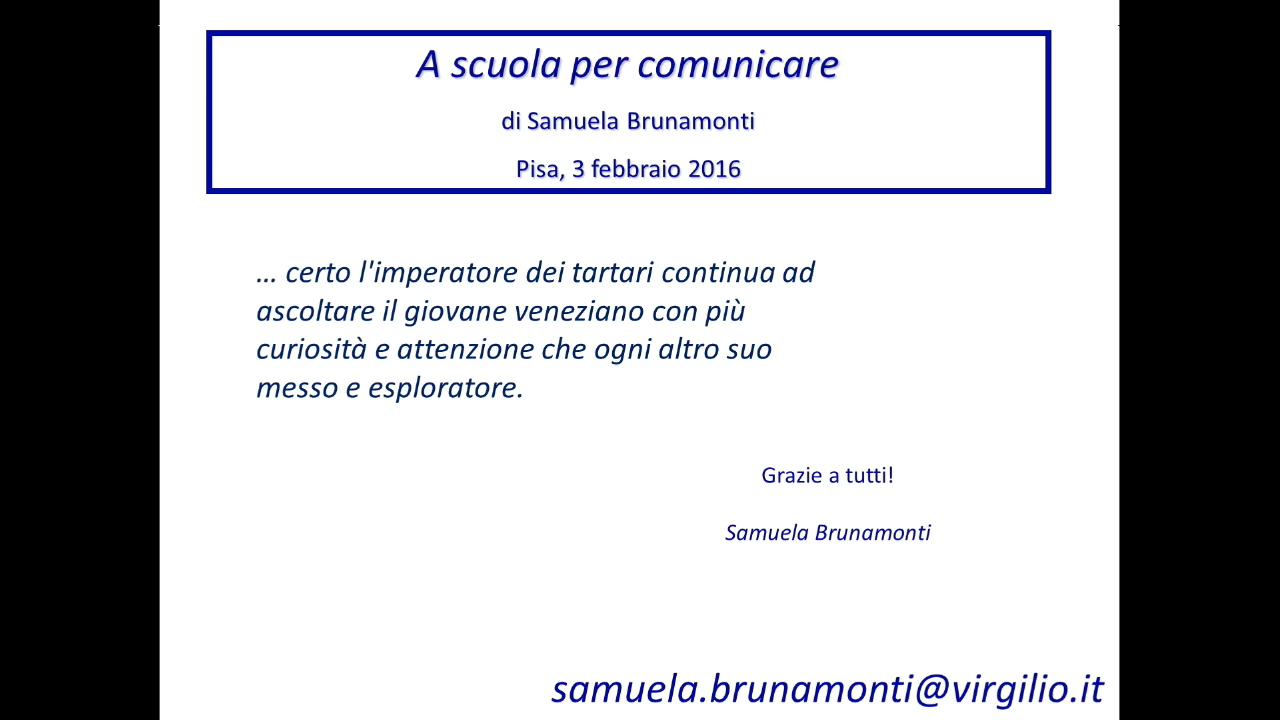 A scuola per comunicare
di Samuela Brunamonti
Pisa, 3 febbraio 2016
... certo l'imperatore dei tartari continua ad
ascoltare il giovane veneziano con più
curiosità e attenzione che ogni altro suo
messo e esploratore.
Grazie a tutti!
Samuela Brunamonti
samuela.brunamonti@virgilio.it